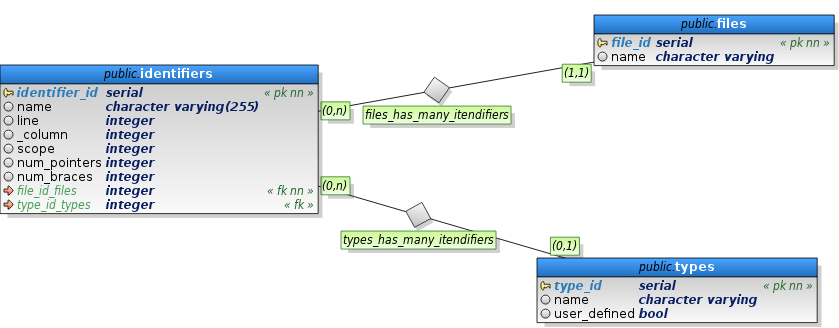 public.files
file_id serial « pk nn »
name character varying
(1,1)
public.identifiers
identifier_id serial « pk nn »
name character varying(255)
line integer
_column integer
scope integer
num_pointers integer
num_braces integer
file_id_files integer « fk nn »
type_id_types integer « fk »
(0,n)
files_has_many_itendifiers
(0,n)
types_has_many_itendifiers
(0,1)
public.types
type_id serial « pk nn »
name character varying
user_defined bool